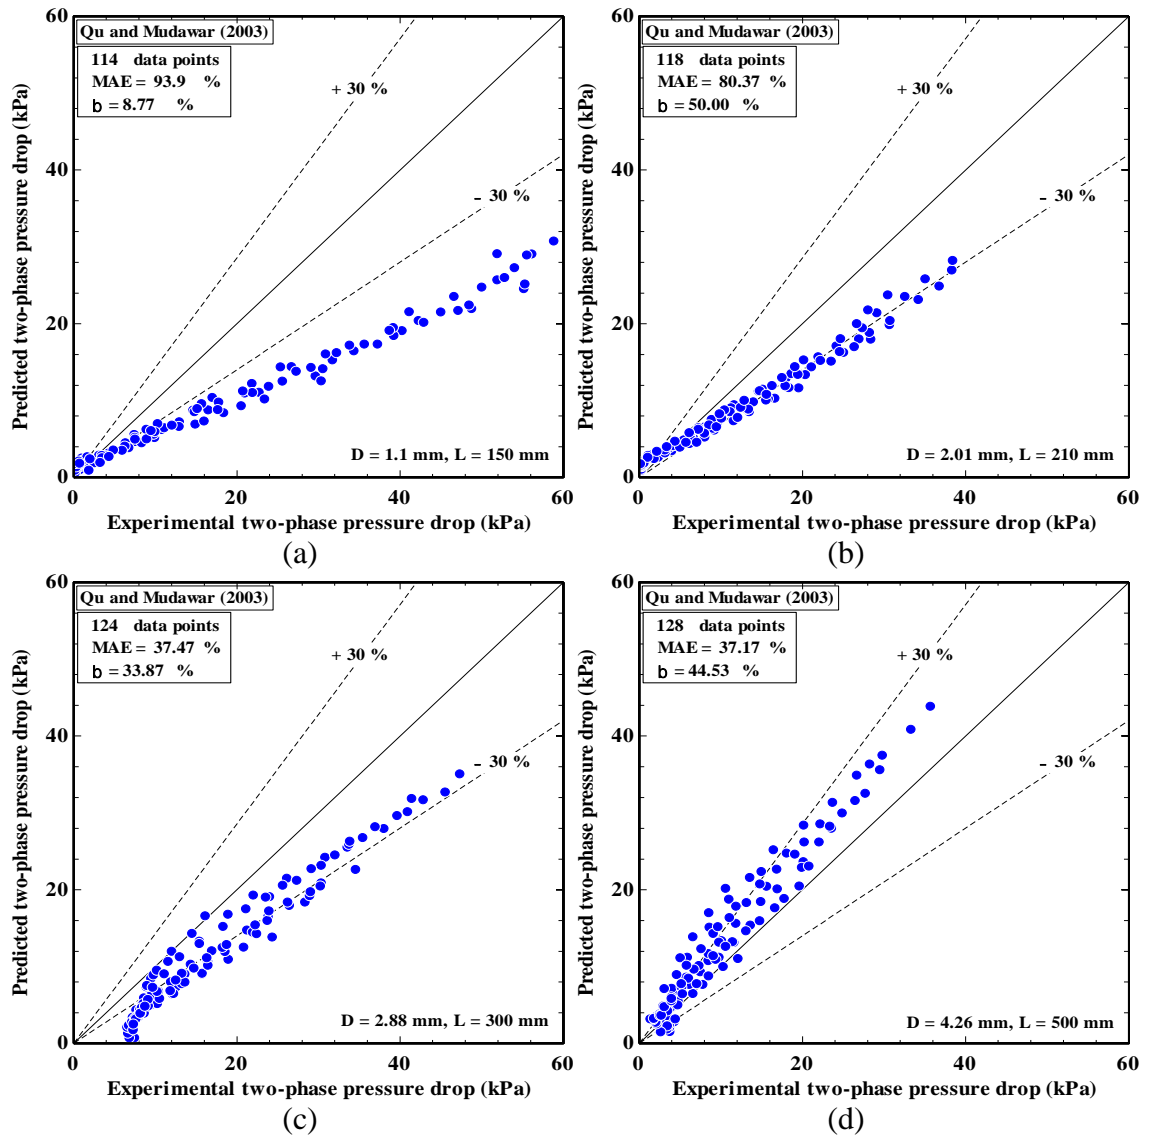 Qu and Mudawar (2003)
114 data points
MAE = 93.9 %
b = 8.77 %
+ 30 %
- 30 %
D = 1.1 mm, L = 150 mm
60
40
20
0
0 20 40 60
Predicted two-phase pressure drop (kPa)
Experimental two-phase pressure drop (kPa)
(a)
Qu and Mudawar (2003)
118 data points
MAE = 80.37 %
b = 50.00 %
+ 30 %
- 30 %
D = 2.01 mm, L = 210 mm
60
40
20
0
0 20 40 60
Predicted two-phase pressure drop (kPa)
Experimental two-phase pressure drop (kPa)
(b)
Qu and Mudawar (2003)
124 data points
MAE = 37.47 %
b = 33.87 %
+ 30 %
- 30 %
D = 2.88 mm, L = 300 mm
60
40
20
0
0 20 40 60
Predicted two-phase pressure drop (kPa)
Experimental two-phase pressure drop (kPa)
(c)
Qu and Mudawar (2003)
128 data points
MAE = 37.17 %
b = 44.53 %
+ 30 %
- 30 %
D = 4.26 mm, L = 500 mm
60
40
20
0
0 20 40 60
Predicted two-phase pressure drop (kPa)
Experimental two-phase pressure drop (kPa)
(d)